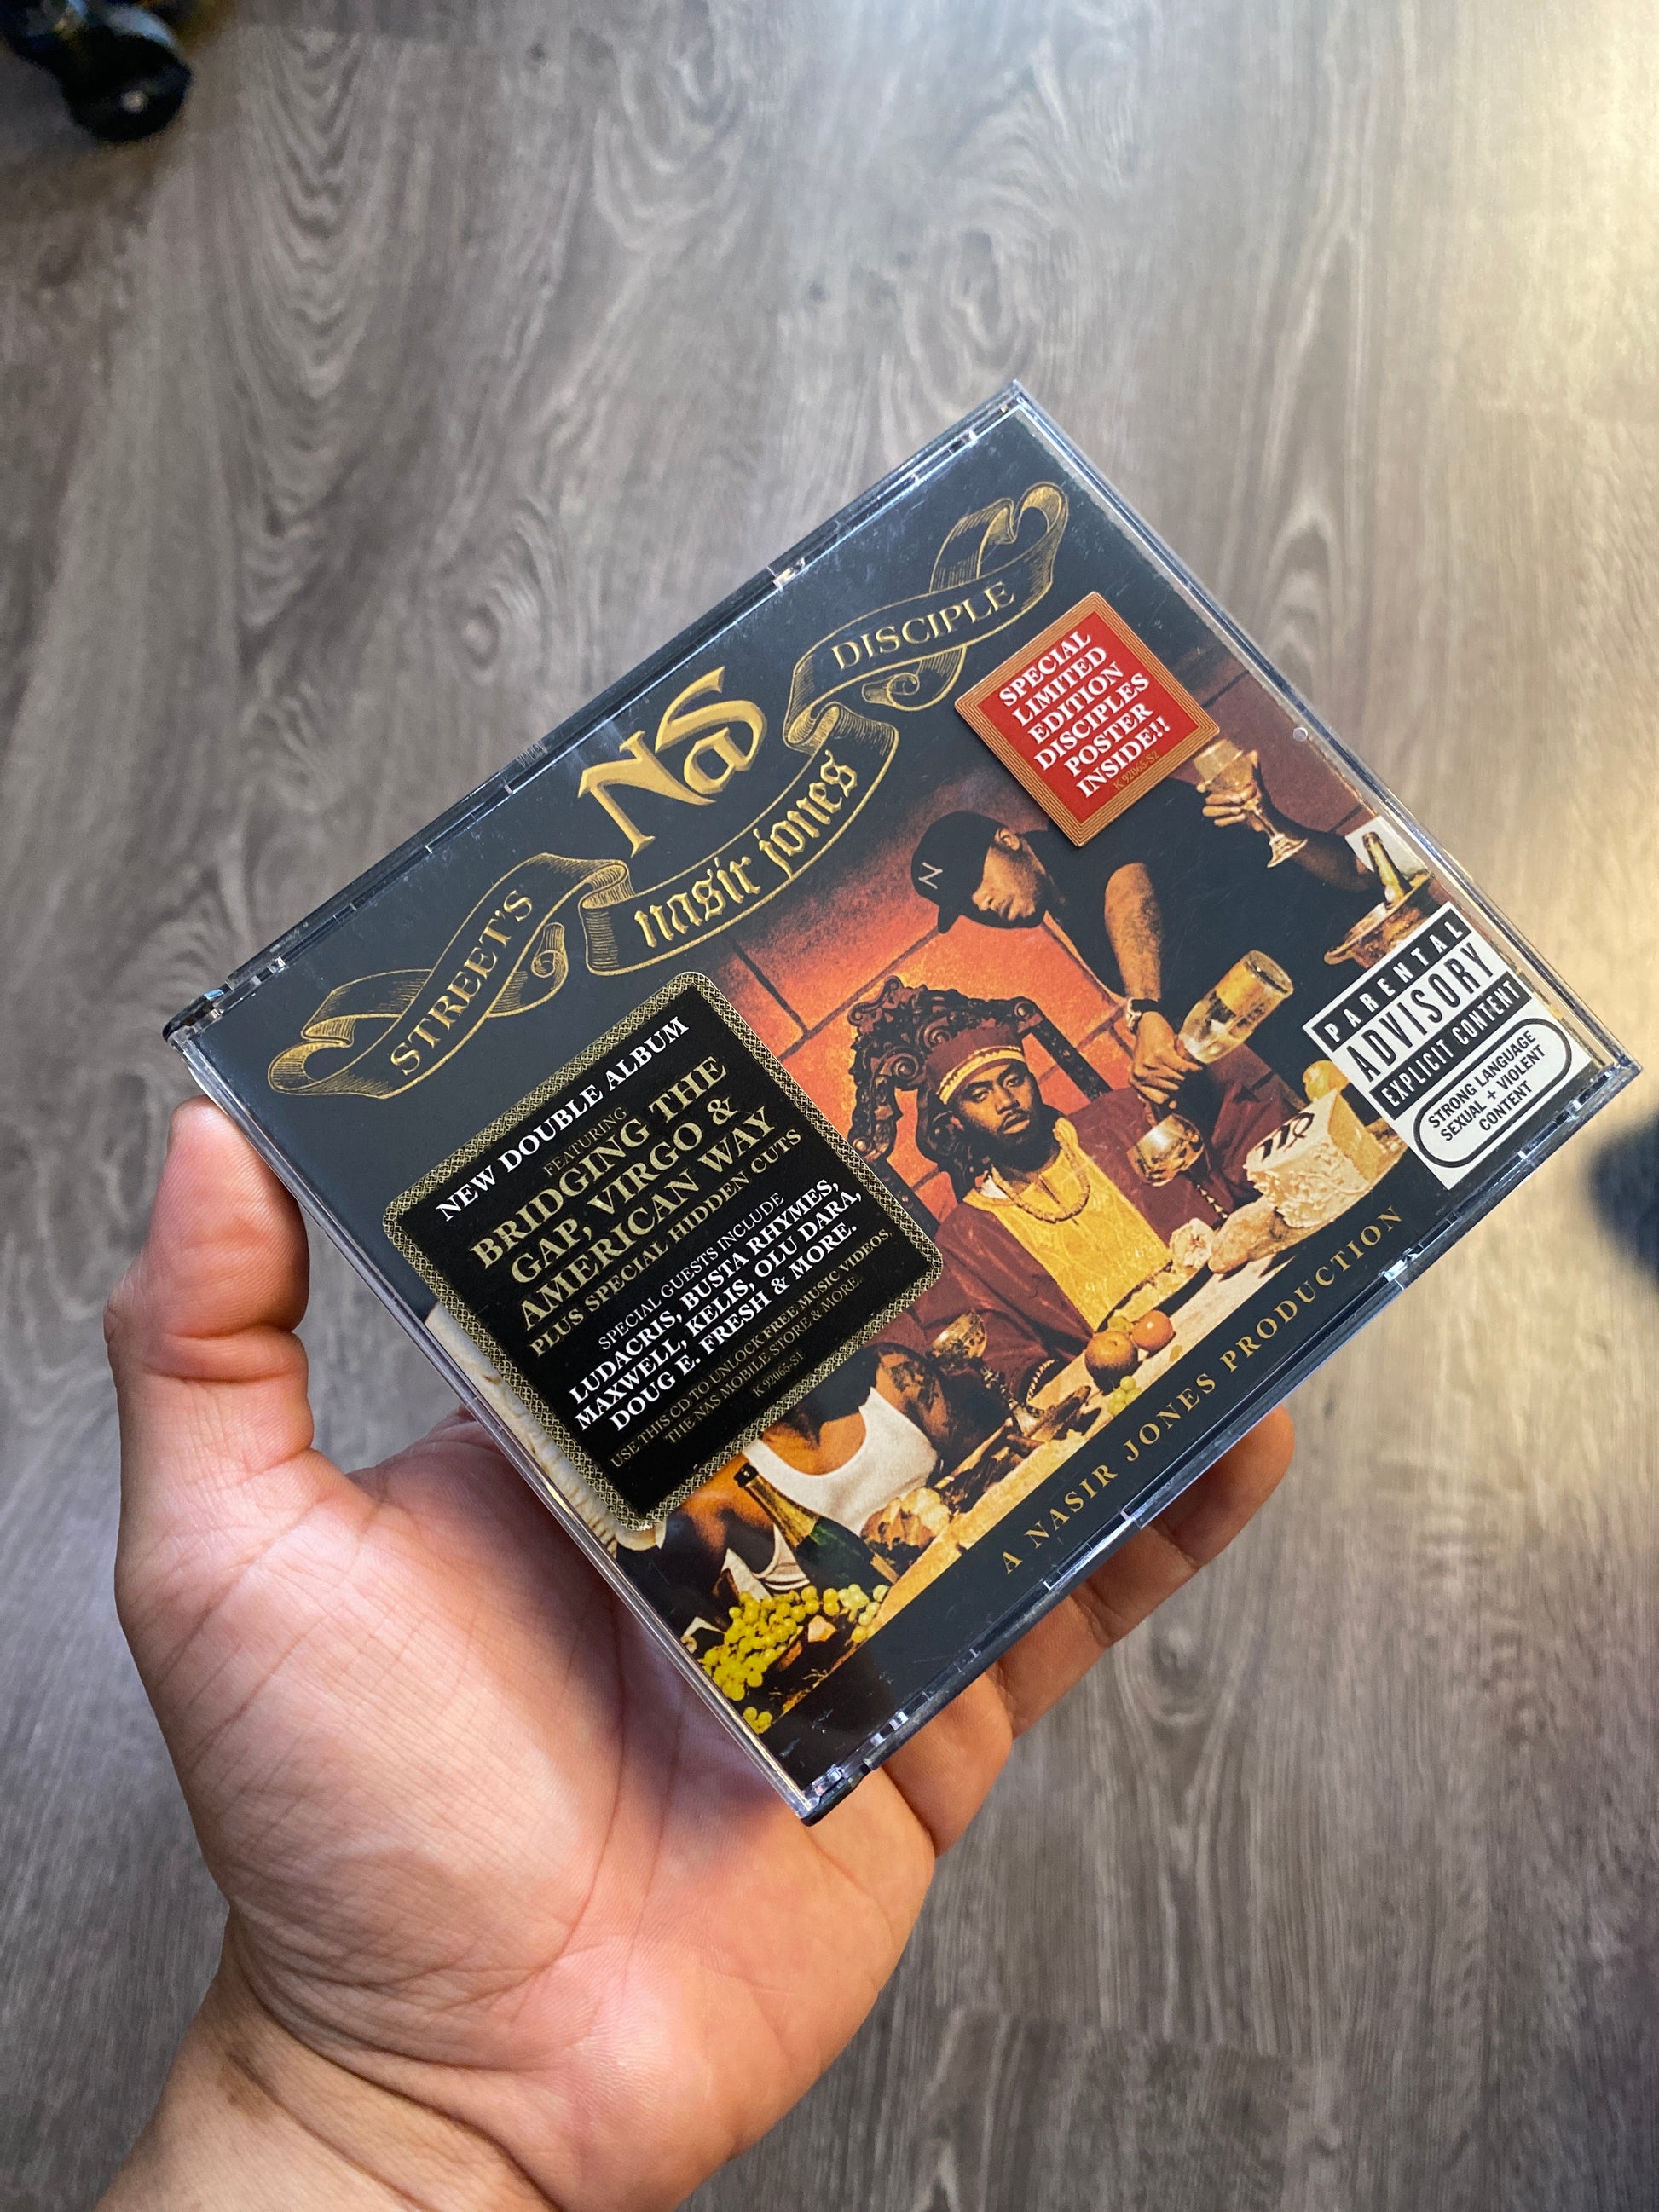 STREET'S
NaS
DISCIPLE
nasir jones
SPECIAL
LIMITED
EDITION
DISCIPLES
POSTER
INSIDE!!
K 92065-S2
N
NEW DOUBLE ALBUM
FEATURING
BRIDGING THE
GAP, VIRGO &
AMERICAN WAY
PLUS SPECIAL HIDDEN CUTS
SPECIAL GUESTS INCLUDE
LUDACRIS, BUSTA RHYMES,
MAXWELL, KELIS, OLU DARA,
DOUG E. FRESH & MORE.
USE THIS CD TO UNLOCK FREE MUSIC VIDEOS,
THE NAS MOBILE STORE & MORE.
K 92065-S1
PARENTAL
ADVISORY
EXPLICIT CONTENT
STRONG LANGUAGE
SEXUAL + VIOLENT
CONTENT
A NASIR JONES PRODUCTION